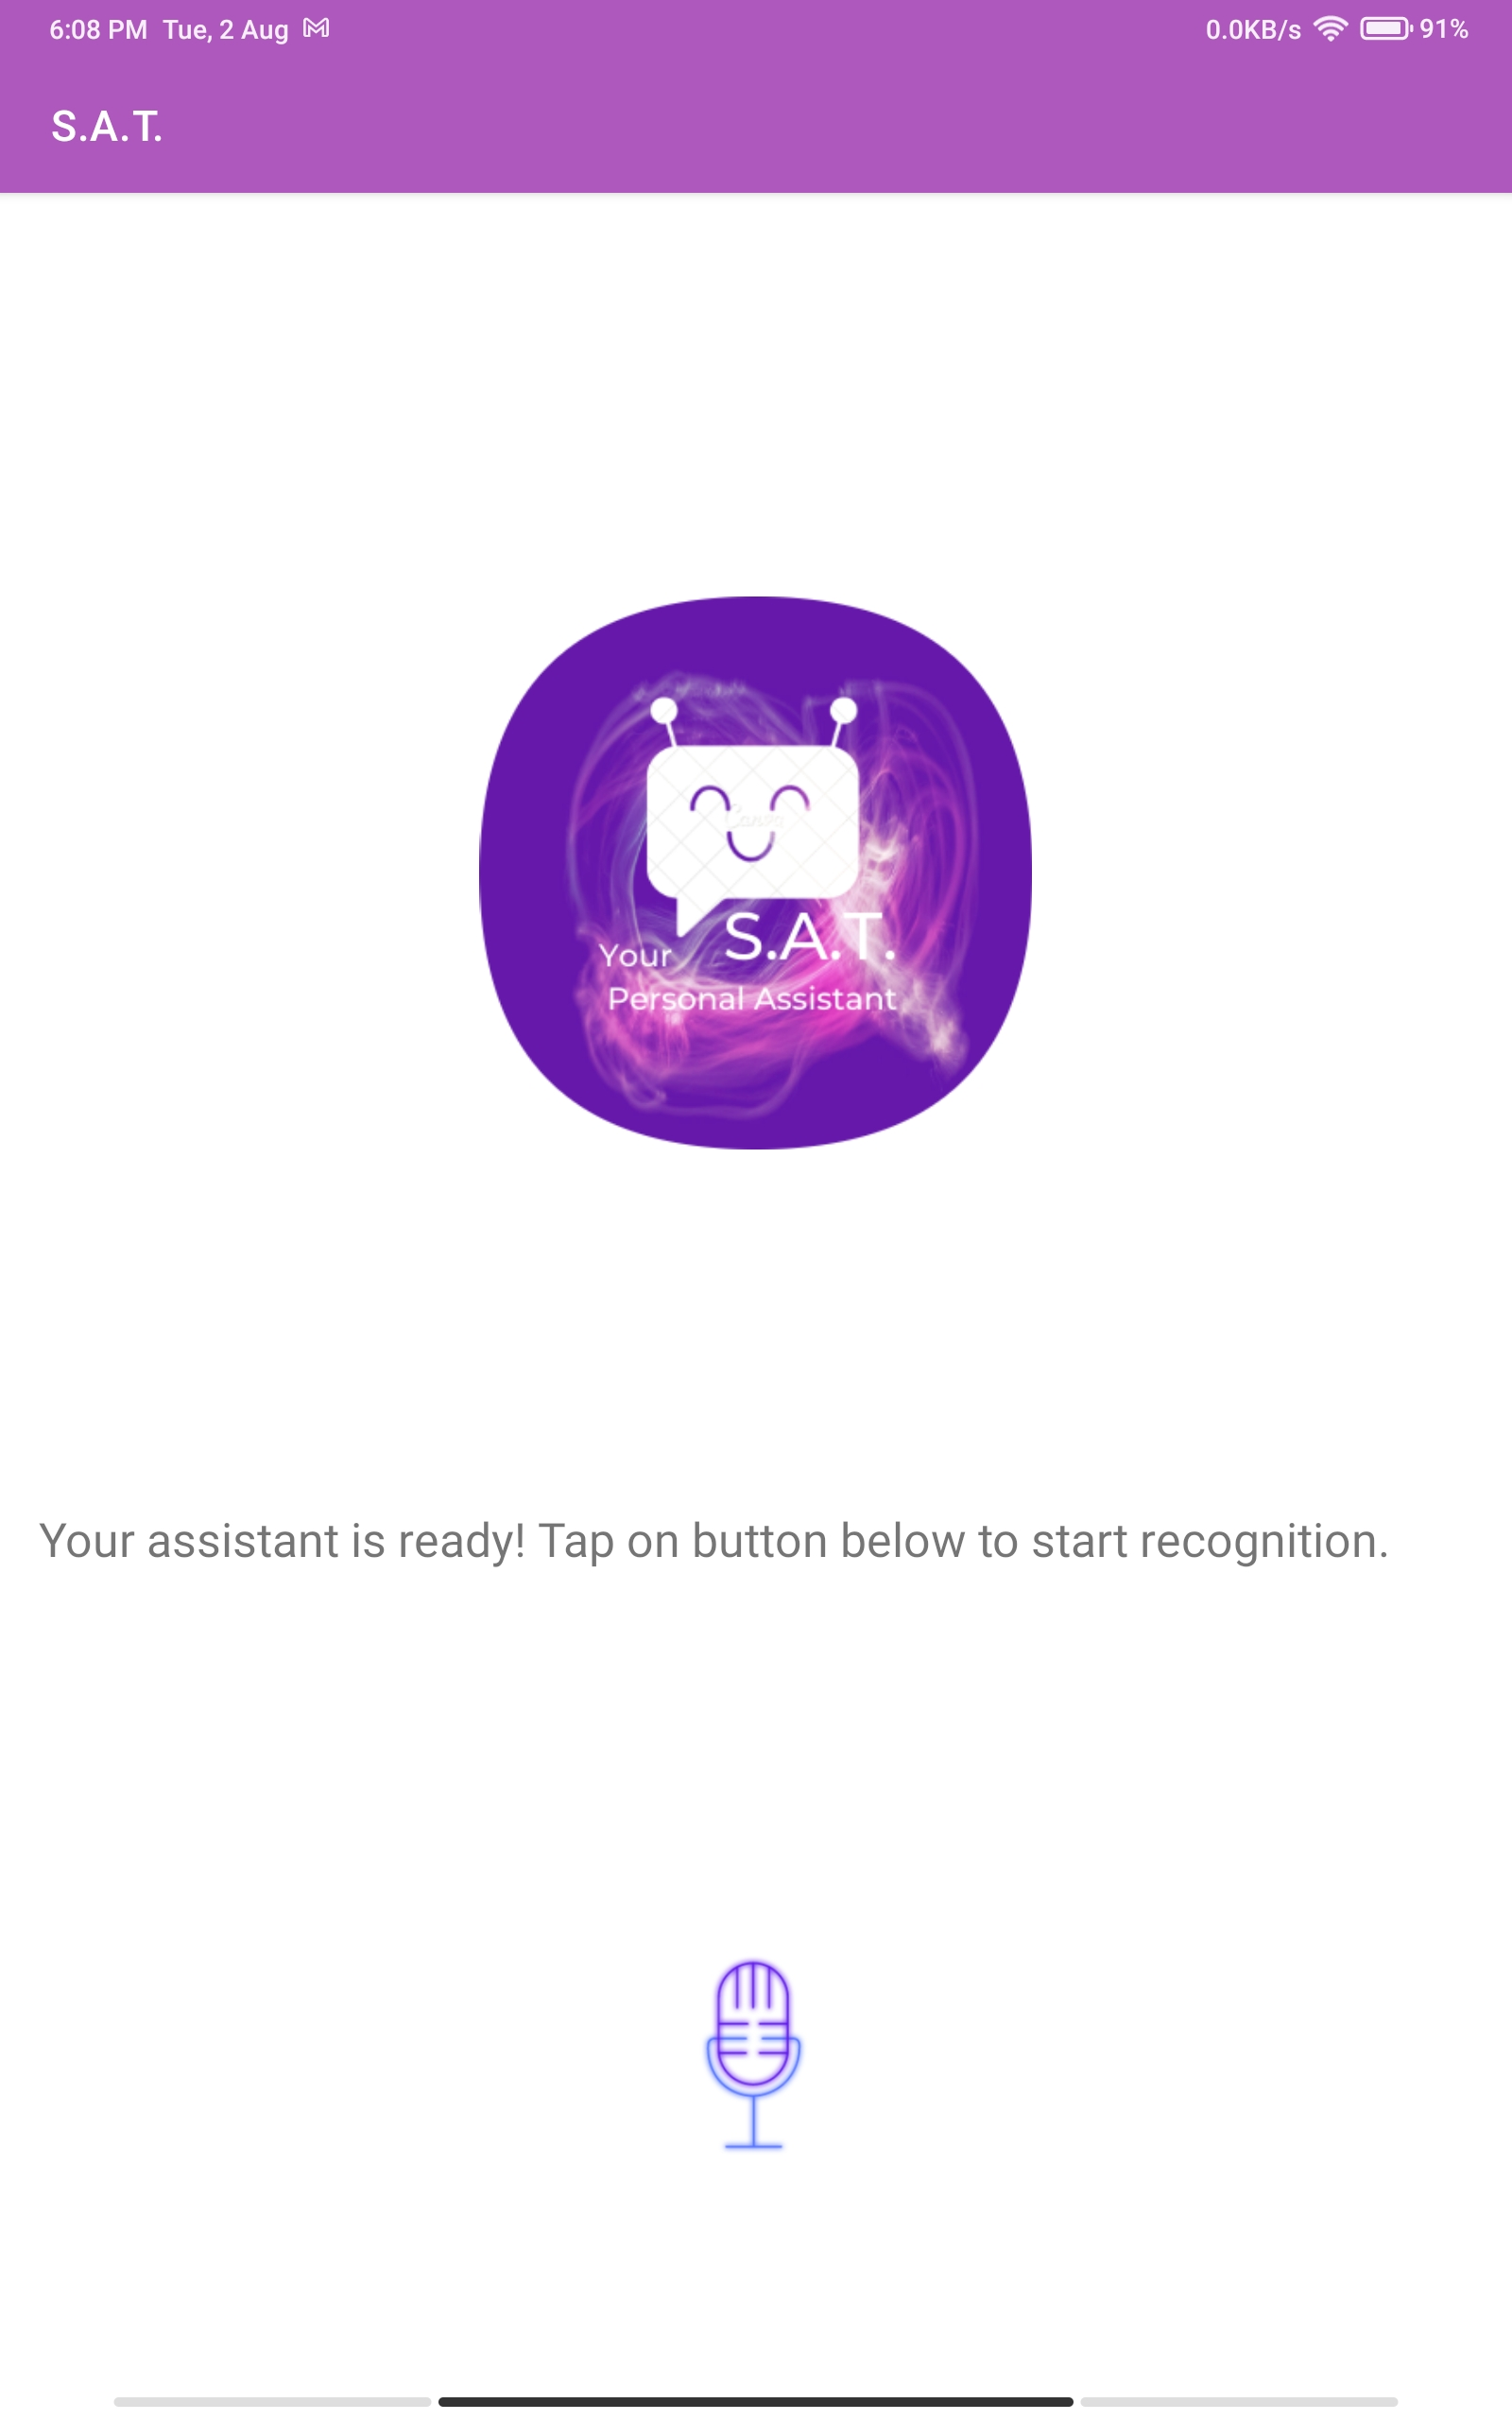 6:08 PM Tue, 2 Aug 0.0KB/s 91%
S.A.T.
Canva
Your S.A.T.
Personal Assistant
Your assistant is ready! Tap on button below to start recognition.